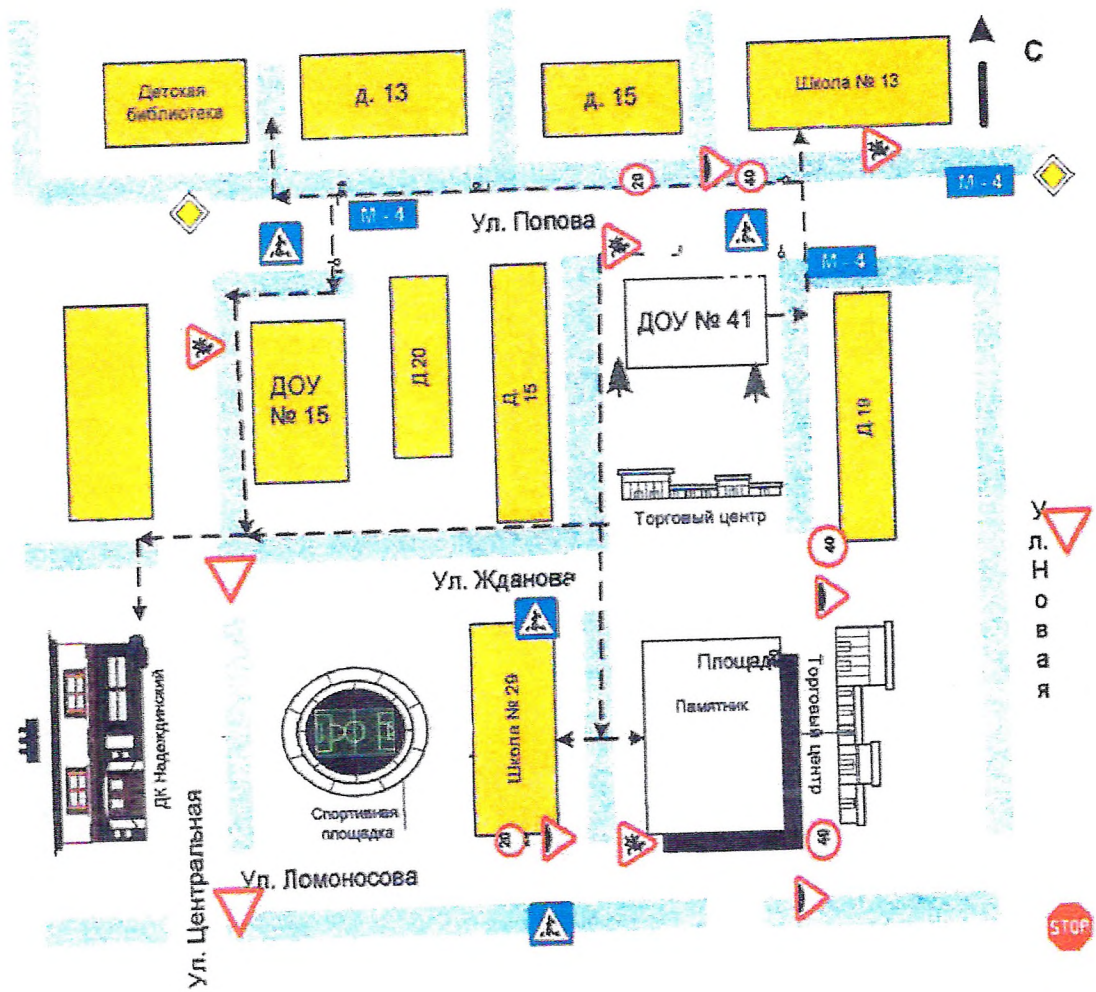 С
Детская
библиотека
д. 13
д. 15
Школа № 13
20
40
М - 4
М - 4
Ул. Попова
М - 4
ДОУ № 41
ДОУ
№ 15
Д 20
Д.
15
Д.19
Торговый центр
40
Ул. Жданова
Ул. Новая
Площадь
Памятник
Торговый центр
Школа № 29
ДК Надеждинский
Спортивная
площадка
20
40
Ул. Центральная
Ул. Ломоносова
STOP